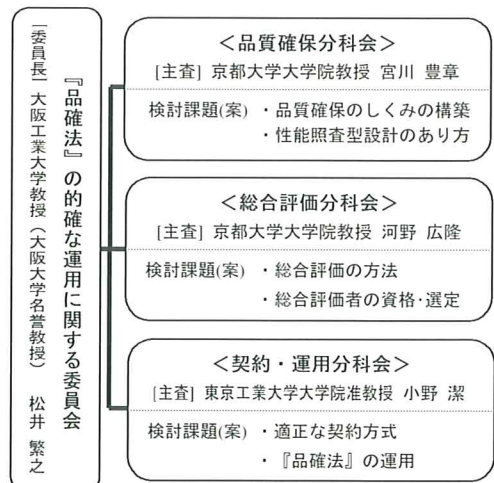 『品確法』の的確な運用に関する委員会
[委員長] 大阪工業大学教授（大阪大学名誉教授） 松井 繁之
＜品質確保分科会＞
[主査] 京都大学大学院教授 宮川 豊章
検討課題(案) ・品質確保のしくみの構築
・性能照査型設計のあり方
＜総合評価分科会＞
[主査] 京都大学大学院教授 河野 広隆
検討課題(案) ・総合評価の方法
・総合評価者の資格・選定
＜契約・運用分科会＞
[主査] 東京工業大学大学院准教授 小野 潔
検討課題(案) ・適正な契約方式
・『品確法』の運用